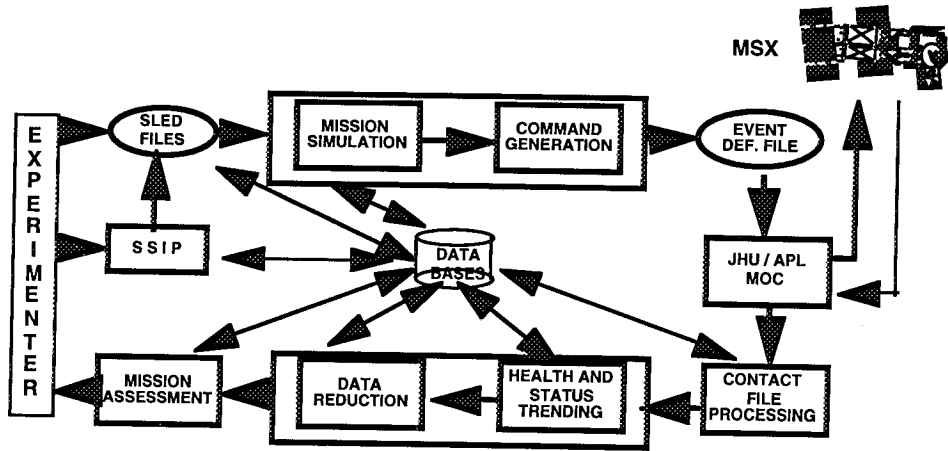 MSX
EXPERIMENTER
SLED
FILES
MISSION
SIMULATION
COMMAND
GENERATION
EVENT
DEF. FILE
SSIP
DATA
BASES
JHU / APL
MOC
MISSION
ASSESSMENT
DATA
REDUCTION
HEALTH AND
STATUS
TRENDING
CONTACT
FILE
PROCESSING